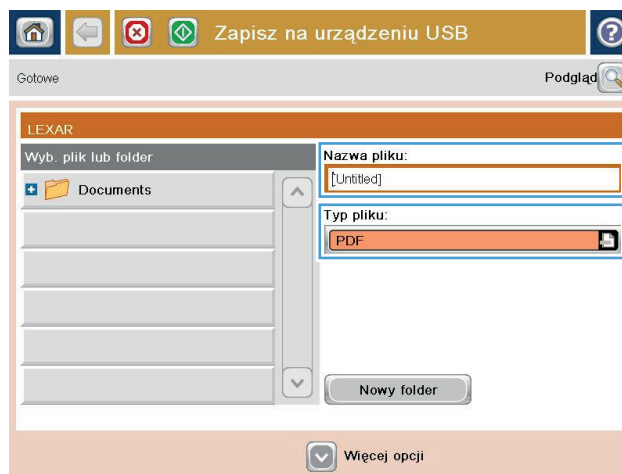 Zapisz na urządzeniu USB
Gotowe
Podgląd
LEXAR
Wyb. plik lub folder
Documents
Nazwa pliku:
[Untitled]
Typ pliku:
PDF
Nowy folder
Więcej opcji